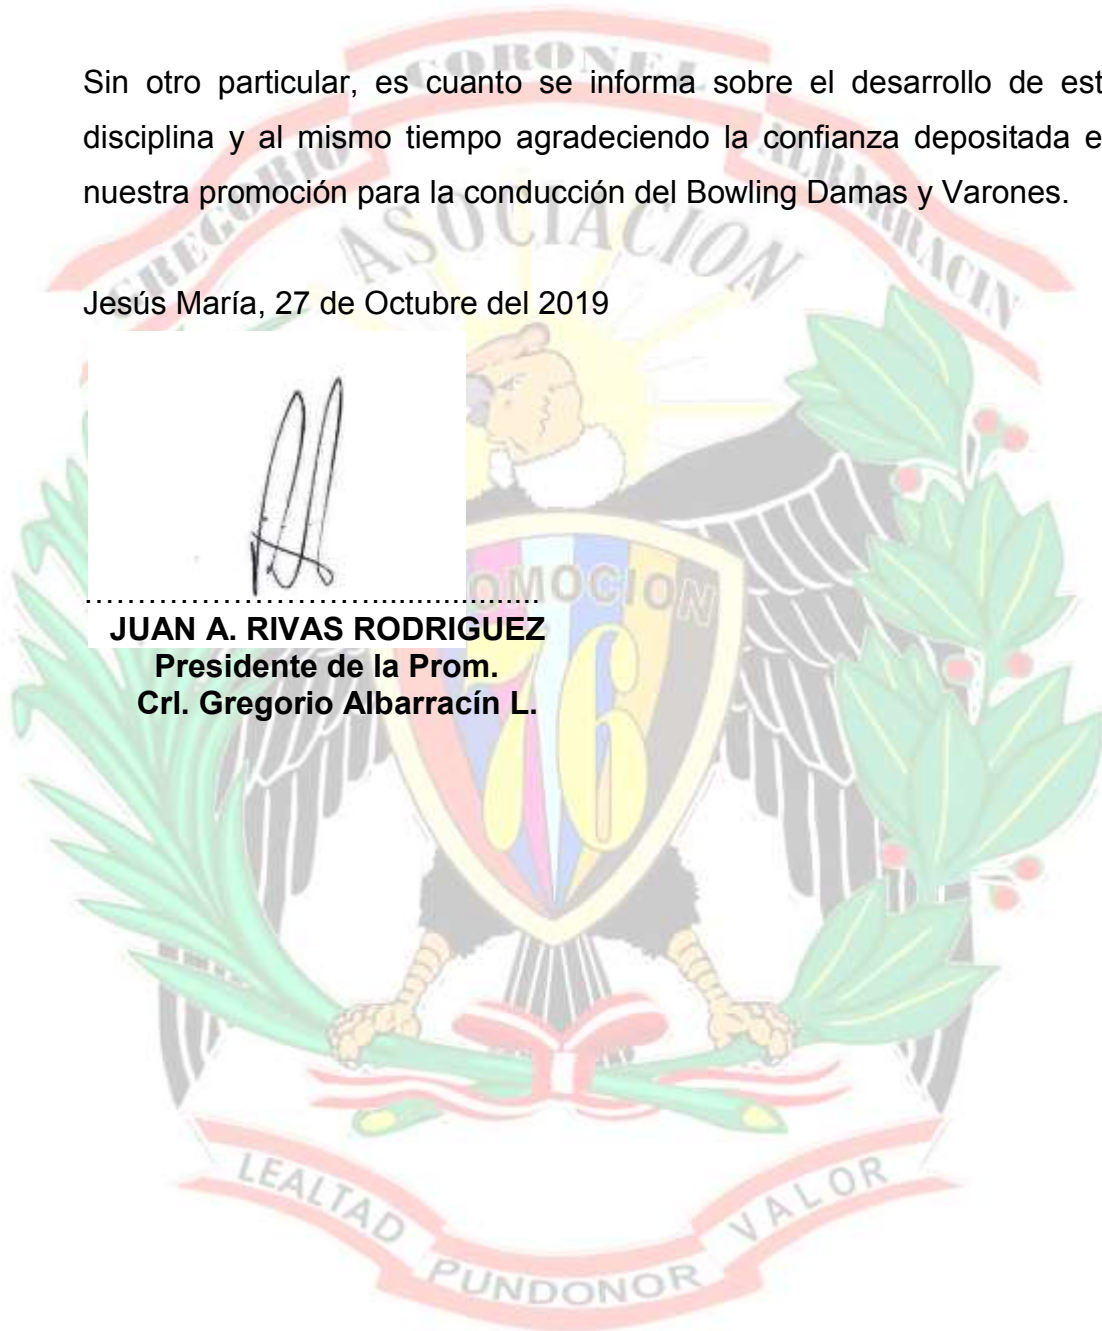 CORONEL
GREGORIO ALBARRACIN
ASOCIACION
Sin otro particular, es cuanto se informa sobre el desarrollo de est
disciplina y al mismo tiempo agradeciendo la confianza depositada e
nuestra promoción para la conducción del Bowling Damas y Varones.
Jesús María, 27 de Octubre del 2019
OMOCION
76
JUAN A. RIVAS RODRIGUEZ
Presidente de la Prom.
Crl. Gregorio Albarracín L.
LEALTAD
PUNDONOR
VALOR